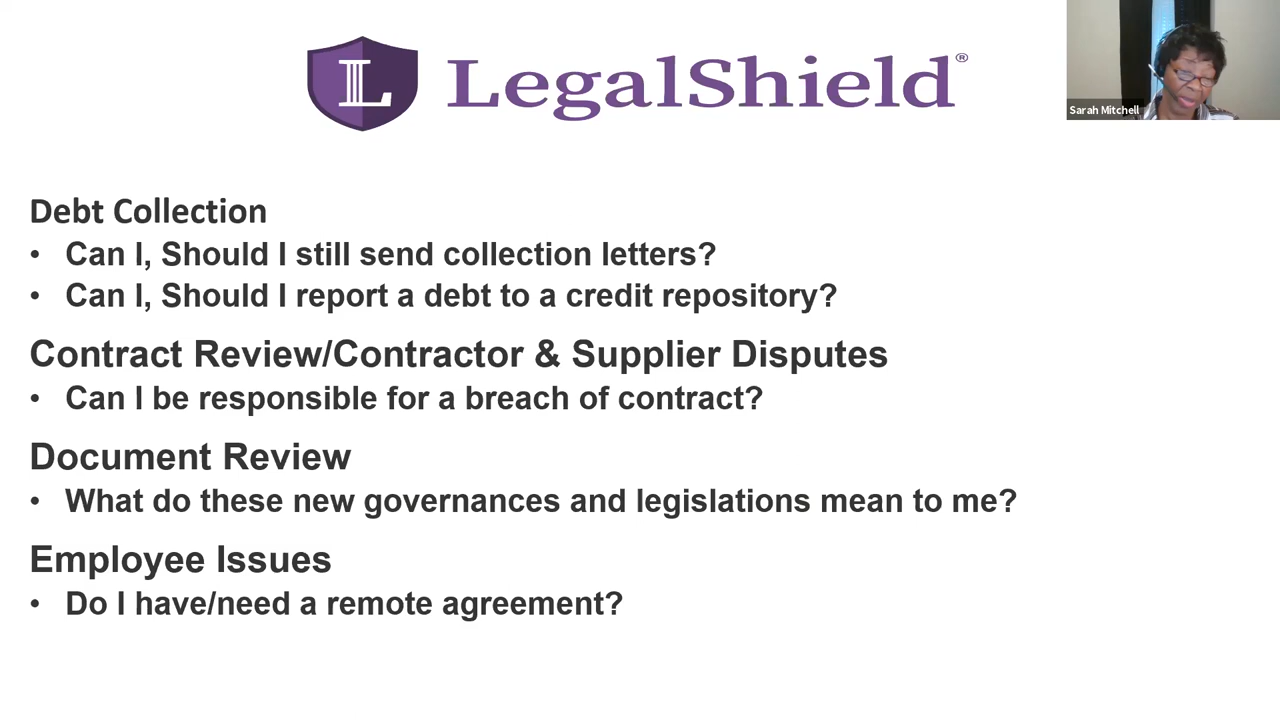 L LegalShield®
Sarah Mitchell
Debt Collection
• Can I, Should I still send collection letters?
• Can I, Should I report a debt to a credit repository?
Contract Review/Contractor & Supplier Disputes
• Can I be responsible for a breach of contract?
Document Review
• What do these new governances and legislations mean to me?
Employee Issues
• Do I have/need a remote agreement?